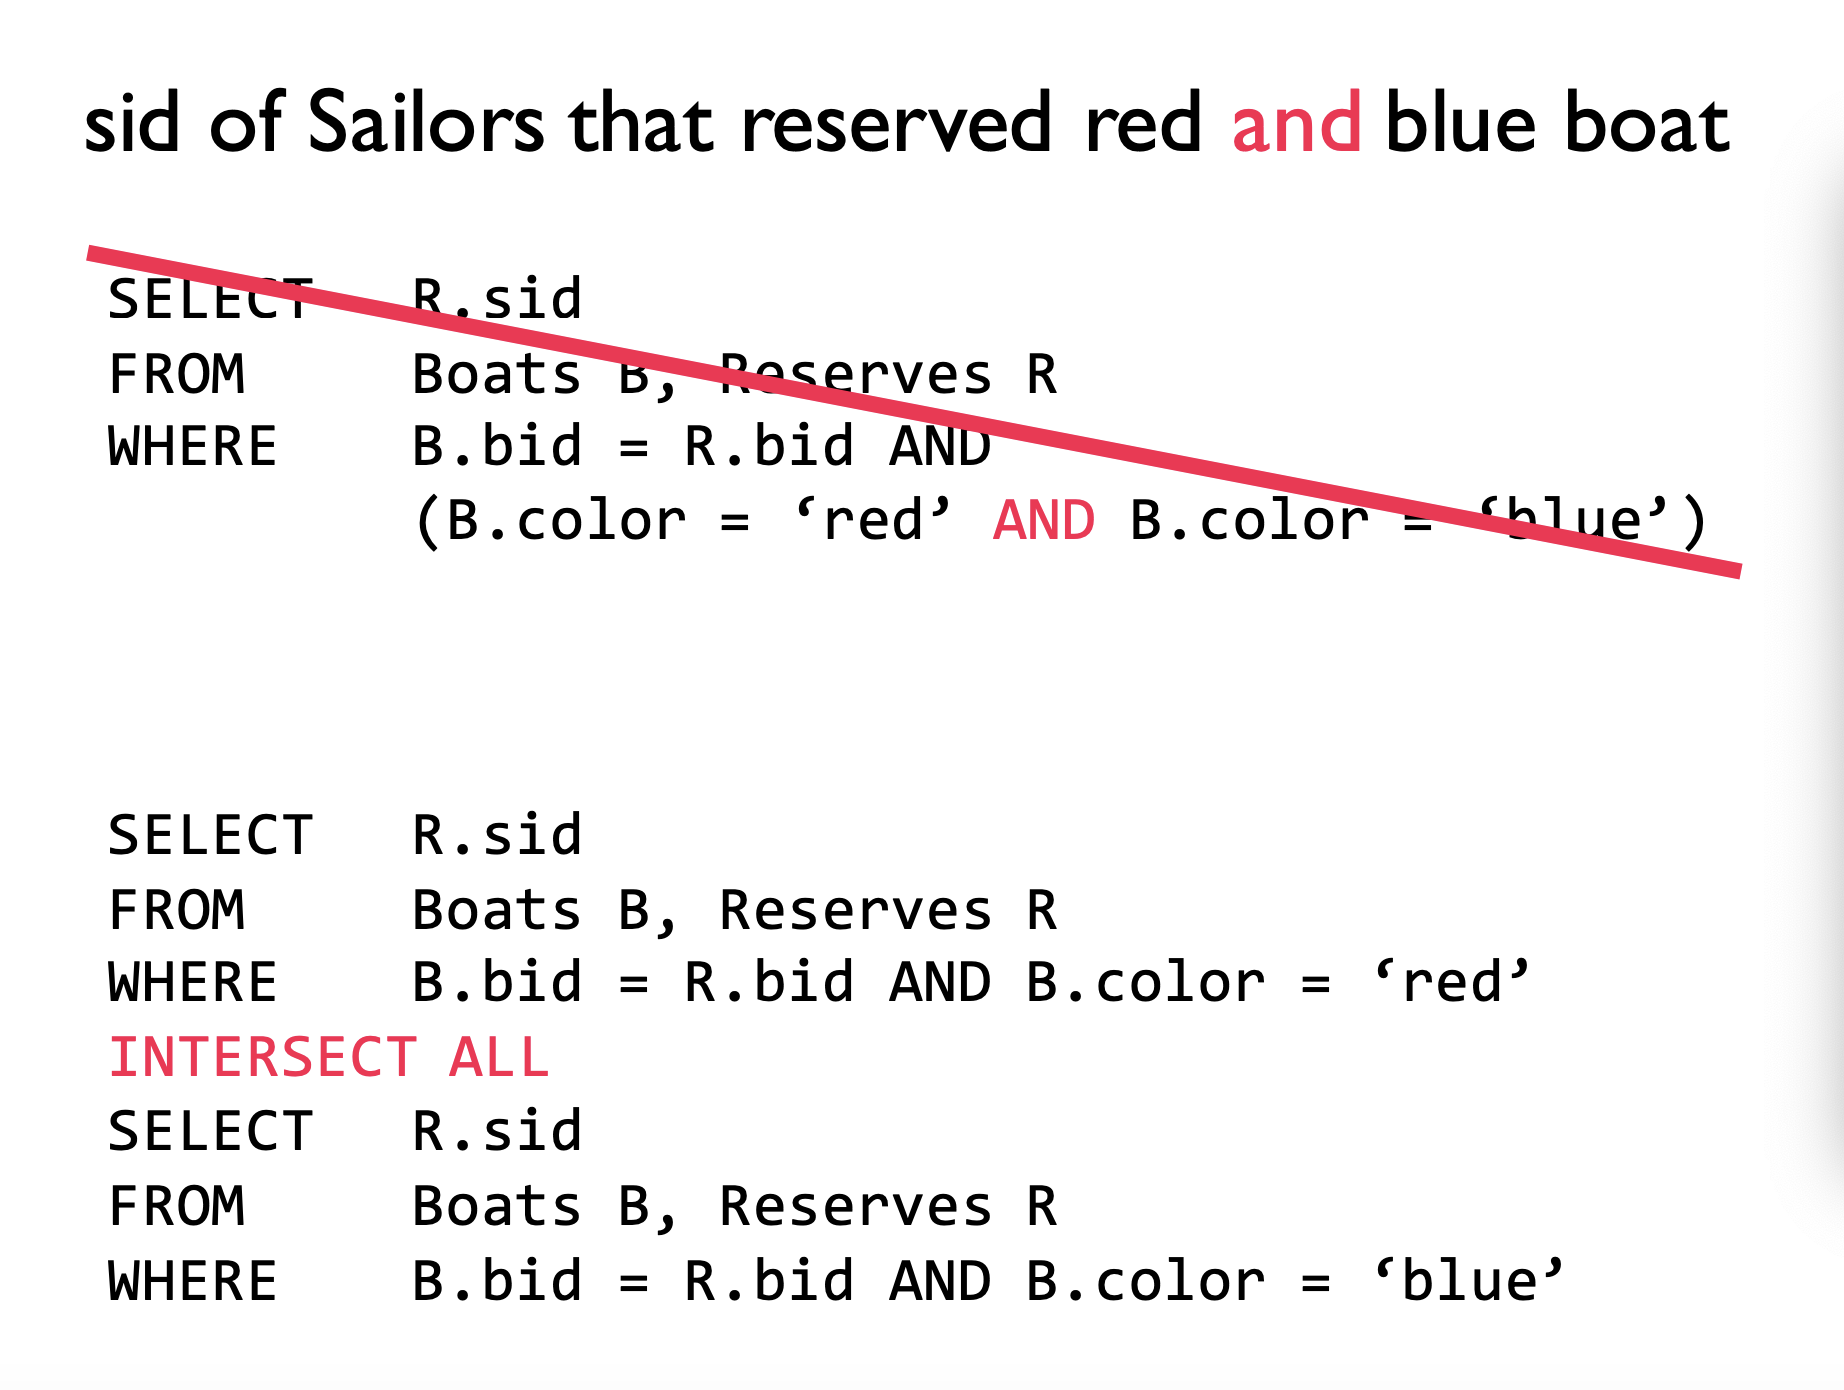 sid of Sailors that reserved red and blue boat
SELECT R.sid
FROM Boats B, Reserves R
WHERE B.bid = R.bid AND
(B.color = ‘red’ AND B.color = ‘blue’)
SELECT R.sid
FROM Boats B, Reserves R
WHERE B.bid = R.bid AND B.color = ‘red’
INTERSECT ALL
SELECT R.sid
FROM Boats B, Reserves R
WHERE B.bid = R.bid AND B.color = ‘blue’